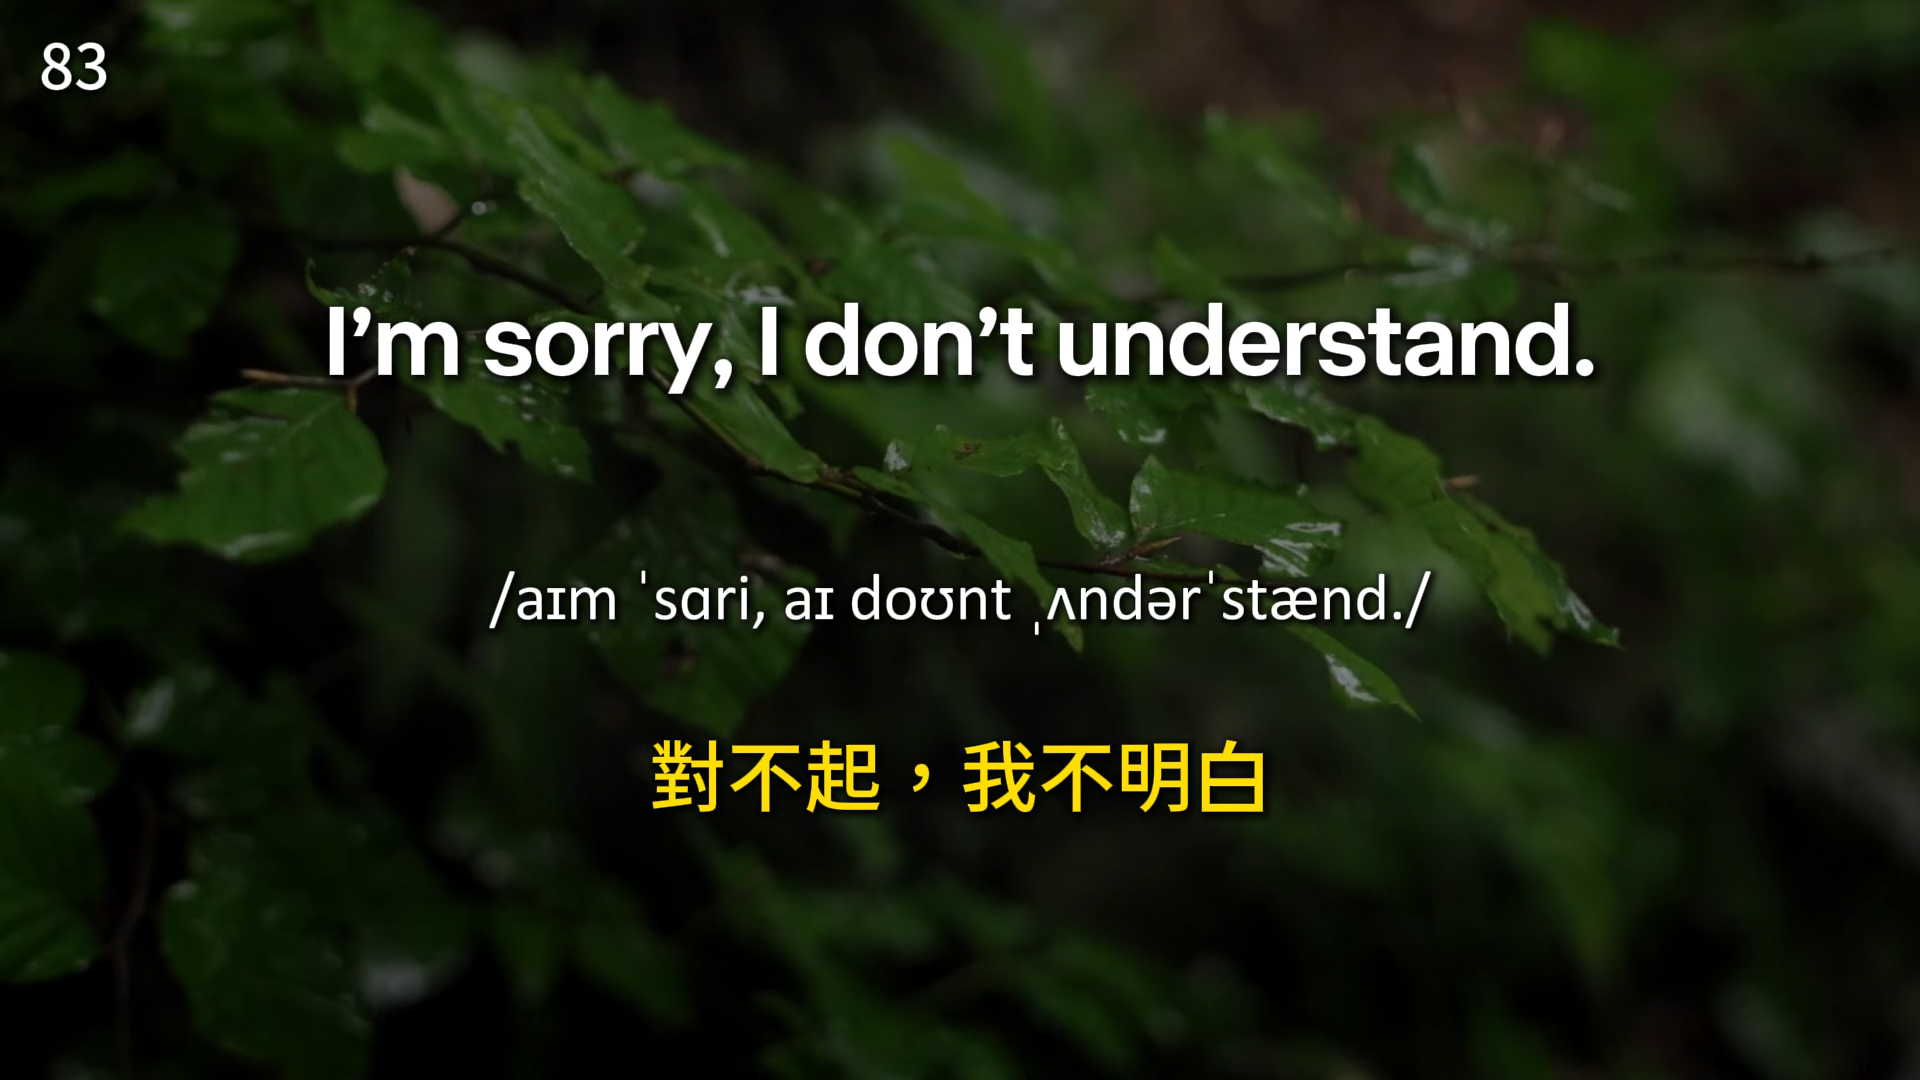 83
I’m sorry, I don’t understand.
/aɪm ˈsɑri, aɪ doʊnt ˌʌndərˈstænd./
對不起，我不明白